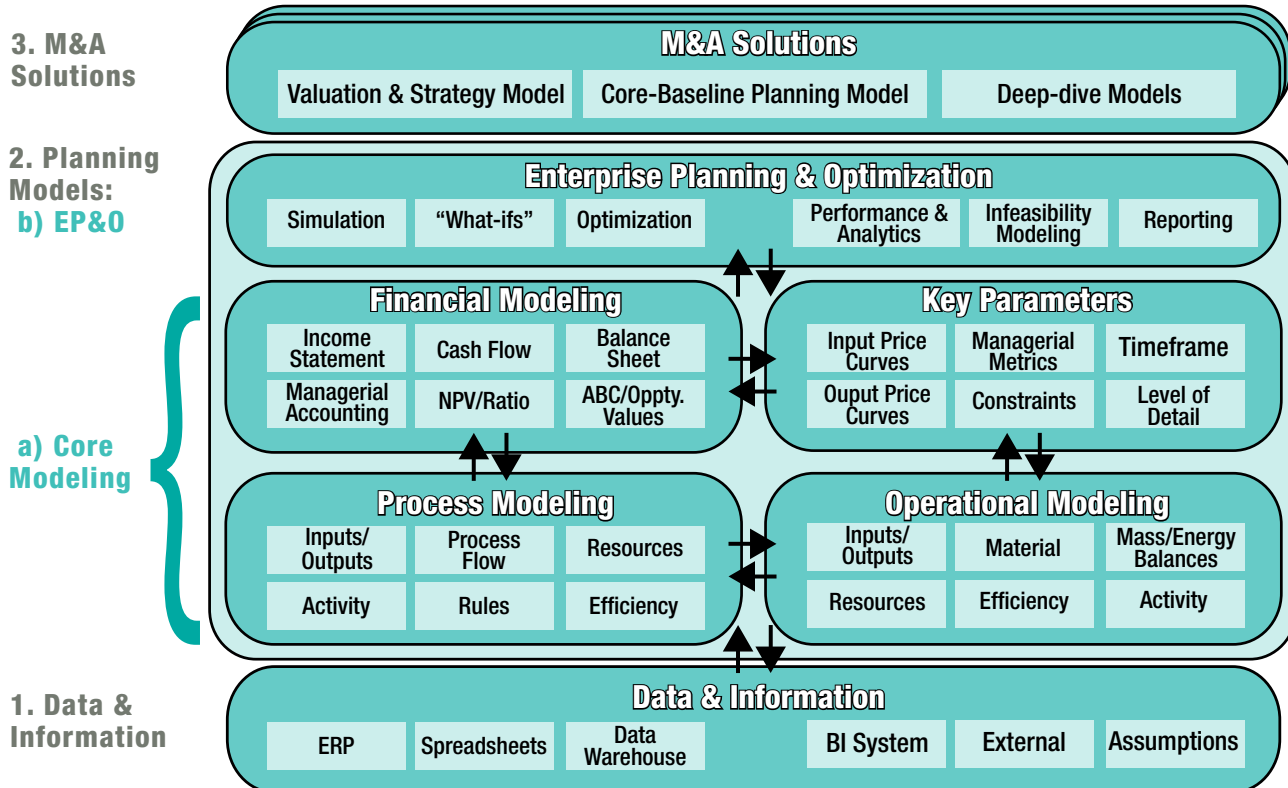 3. M&A
Solutions
M&A Solutions
Valuation & Strategy Model
Core-Baseline Planning Model
Deep-dive Models
2. Planning
Models:
b) EP&O
Enterprise Planning & Optimization
Simulation
“What-ifs”
Optimization
Performance &
Analytics
Infeasibility
Modeling
Reporting
a) Core
Modeling
Financial Modeling
Income
Statement
Cash Flow
Balance
Sheet
Managerial
Accounting
NPV/Ratio
ABC/Oppty.
Values
Key Parameters
Input Price
Curves
Managerial
Metrics
Timeframe
Ouput Price
Curves
Constraints
Level of
Detail
Process Modeling
Inputs/
Outputs
Process
Flow
Resources
Activity
Rules
Efficiency
Operational Modeling
Inputs/
Outputs
Material
Mass/Energy
Balances
Resources
Efficiency
Activity
1. Data &
Information
Data & Information
ERP
Spreadsheets
Data
Warehouse
BI System
External
Assumptions